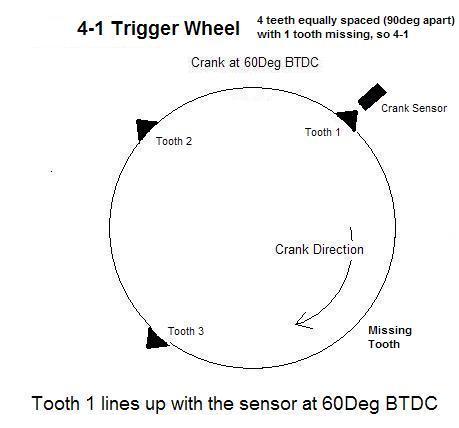 4-1 Trigger Wheel
4 teeth equally spaced (90deg apart)
with 1 tooth missing, so 4-1
Crank at 60Deg BTDC
Crank Sensor
Tooth 1
Tooth 2
Crank Direction
Tooth 3
Missing
Tooth
Tooth 1 lines up with the sensor at 60Deg BTDC